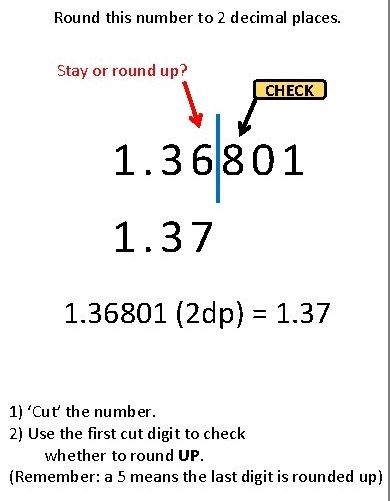 Round this number to 2 decimal places.
Stay or round up?
CHECK
1.36801
1.37
1.36801 (2dp) = 1.37
1) ‘Cut’ the number.
2) Use the first cut digit to check
whether to round UP.
(Remember: a 5 means the last digit is rounded up)